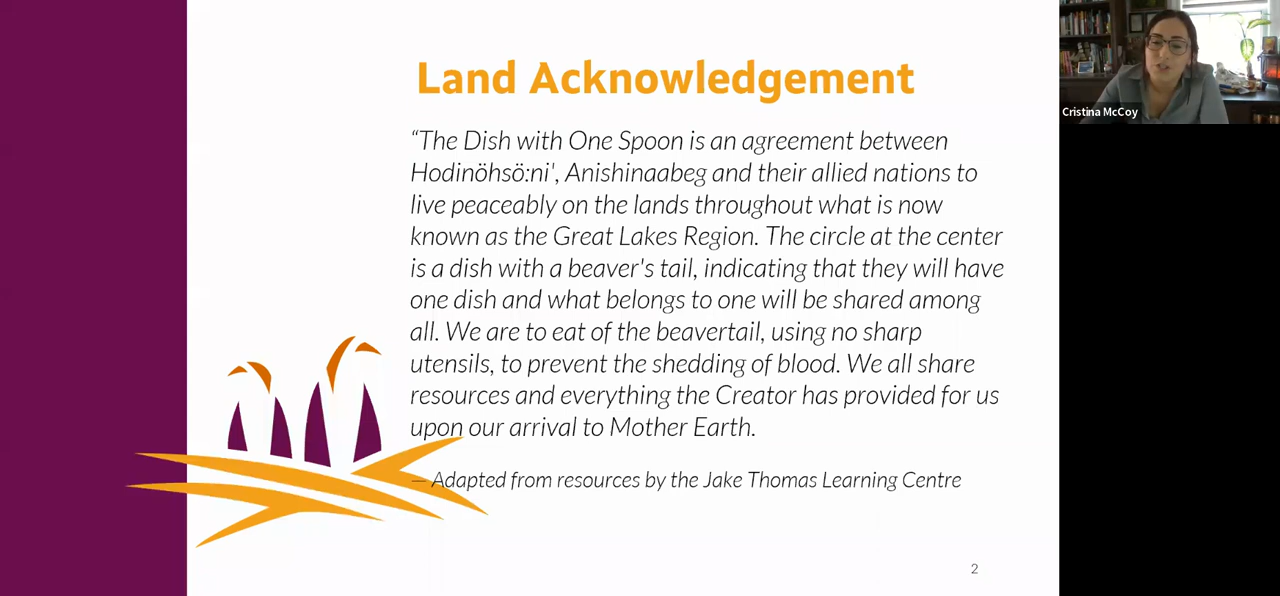 Land Acknowledgement
“The Dish with One Spoon is an agreement between
Hodinöhsö:ni', Anishinaabeg and their allied nations to
live peaceably on the lands throughout what is now
known as the Great Lakes Region. The circle at the center
is a dish with a beaver's tail, indicating that they will have
one dish and what belongs to one will be shared among
all. We are to eat of the beavertail, using no sharp
utensils, to prevent the shedding of blood. We all share
resources and everything the Creator has provided for us
upon our arrival to Mother Earth.
— Adapted from resources by the Jake Thomas Learning Centre
2
Cristina McCoy